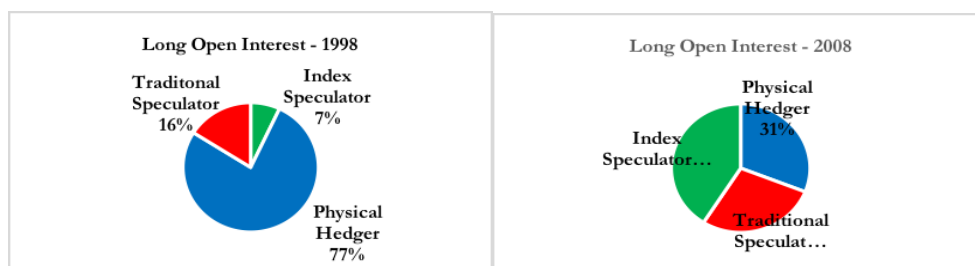 Long Open Interest - 1998
Traditonal
Speculator
16%
Index
Speculator
7%
Physical
Hedger
77%
Long Open Interest - 2008
Physical
Hedger
31%
Index
Speculator...
Traditional
Speculat...